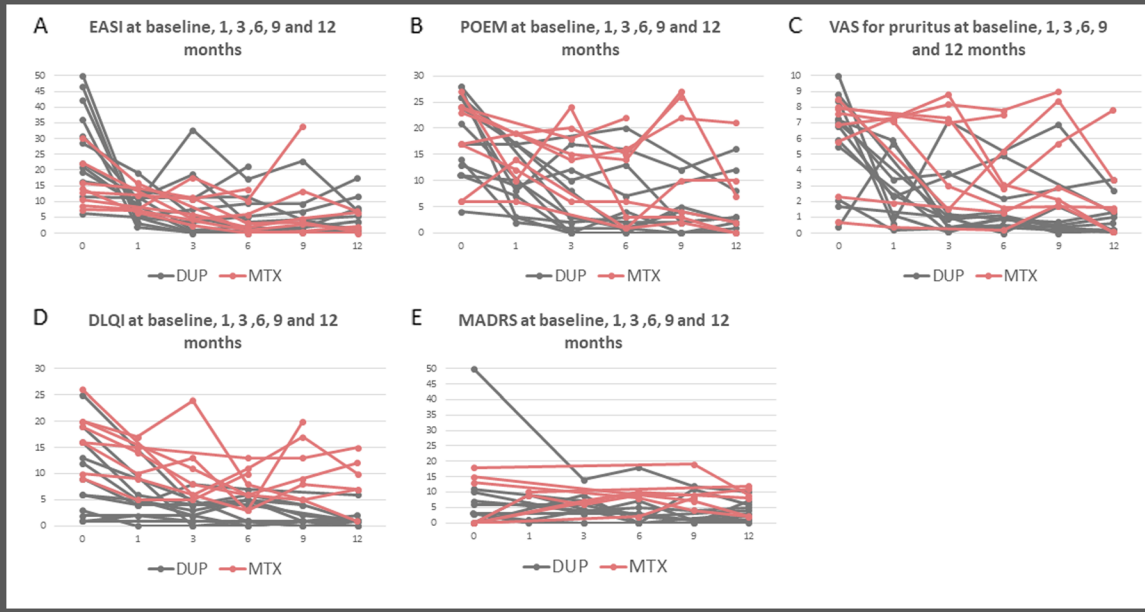 A
EASI at baseline, 1, 3 ,6, 9 and 12
months
50
45
40
35
30
25
20
15
10
5
0
0 1 3 6 9 12
DUP MTX
B
POEM at baseline, 1, 3 ,6, 9 and 12
months
30
25
20
15
10
5
0
0 1 3 6 9 12
DUP MTX
C
VAS for pruritus at baseline, 1, 3,6, 9
and 12 months
10
9
8
7
6
5
4
3
2
1
0
0 1 3 6 9 12
DUP MTX
D
DLQI at baseline, 1, 3 ,6, 9 and 12
months
30
25
20
15
10
5
0
0 1 3 6 9 12
DUP MTX
E
MADRS at baseline, 1, 3 ,6, 9 and 12
months
50
45
40
35
30
25
20
15
10
5
0
0 1 3 6 9 12
DUP MTX